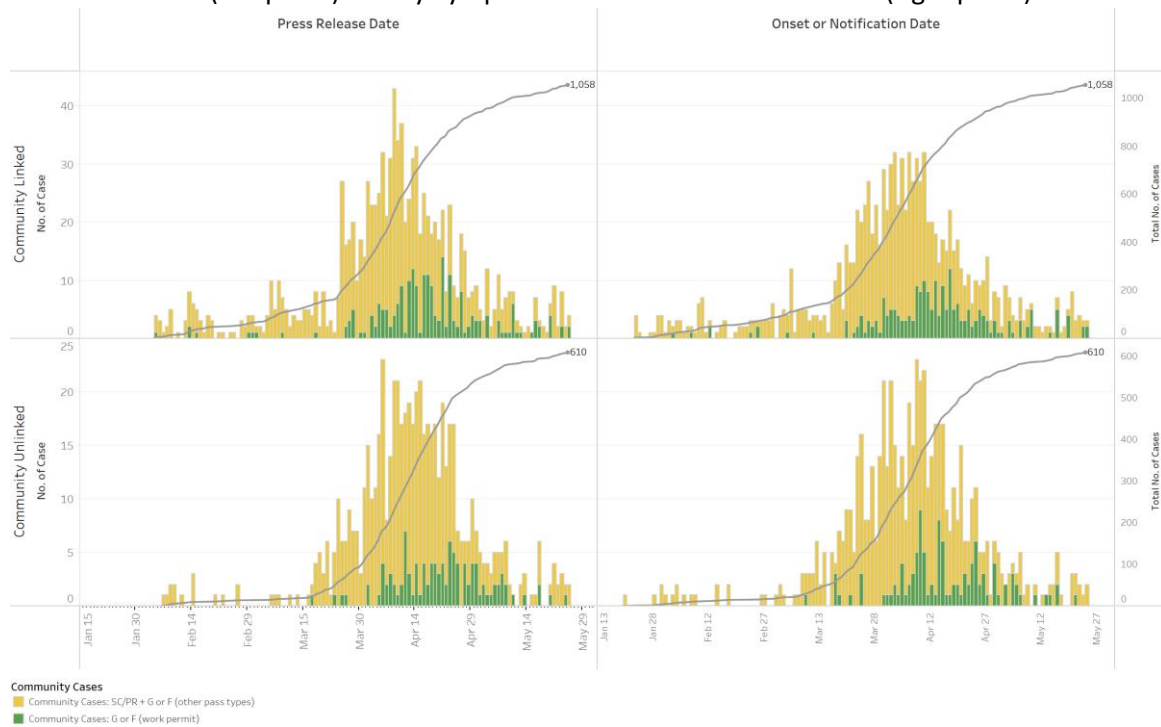 Press Release Date
Onset or Notification Date
Community Linked
No. of Case
40
30
20
10
0
1,058
1,058
1000
800
600
400
200
0
Total No. of Cases
Community Unlinked
No. of Case
25
20
15
10
5
0
610
610
600
500
400
300
200
100
0
Total No. of Cases
Jan 15
Jan 30
Feb 14
Feb 29
Mar 15
Mar 30
Apr 14
Apr 29
May 14
May 29
Jan 13
Jan 28
Feb 12
Feb 27
Mar 13
Mar 28
Apr 12
Apr 27
May 12
May 27
Community Cases
Community Cases: SC/PR + G or F (other pass types)
Community Cases: G or F (work permit)